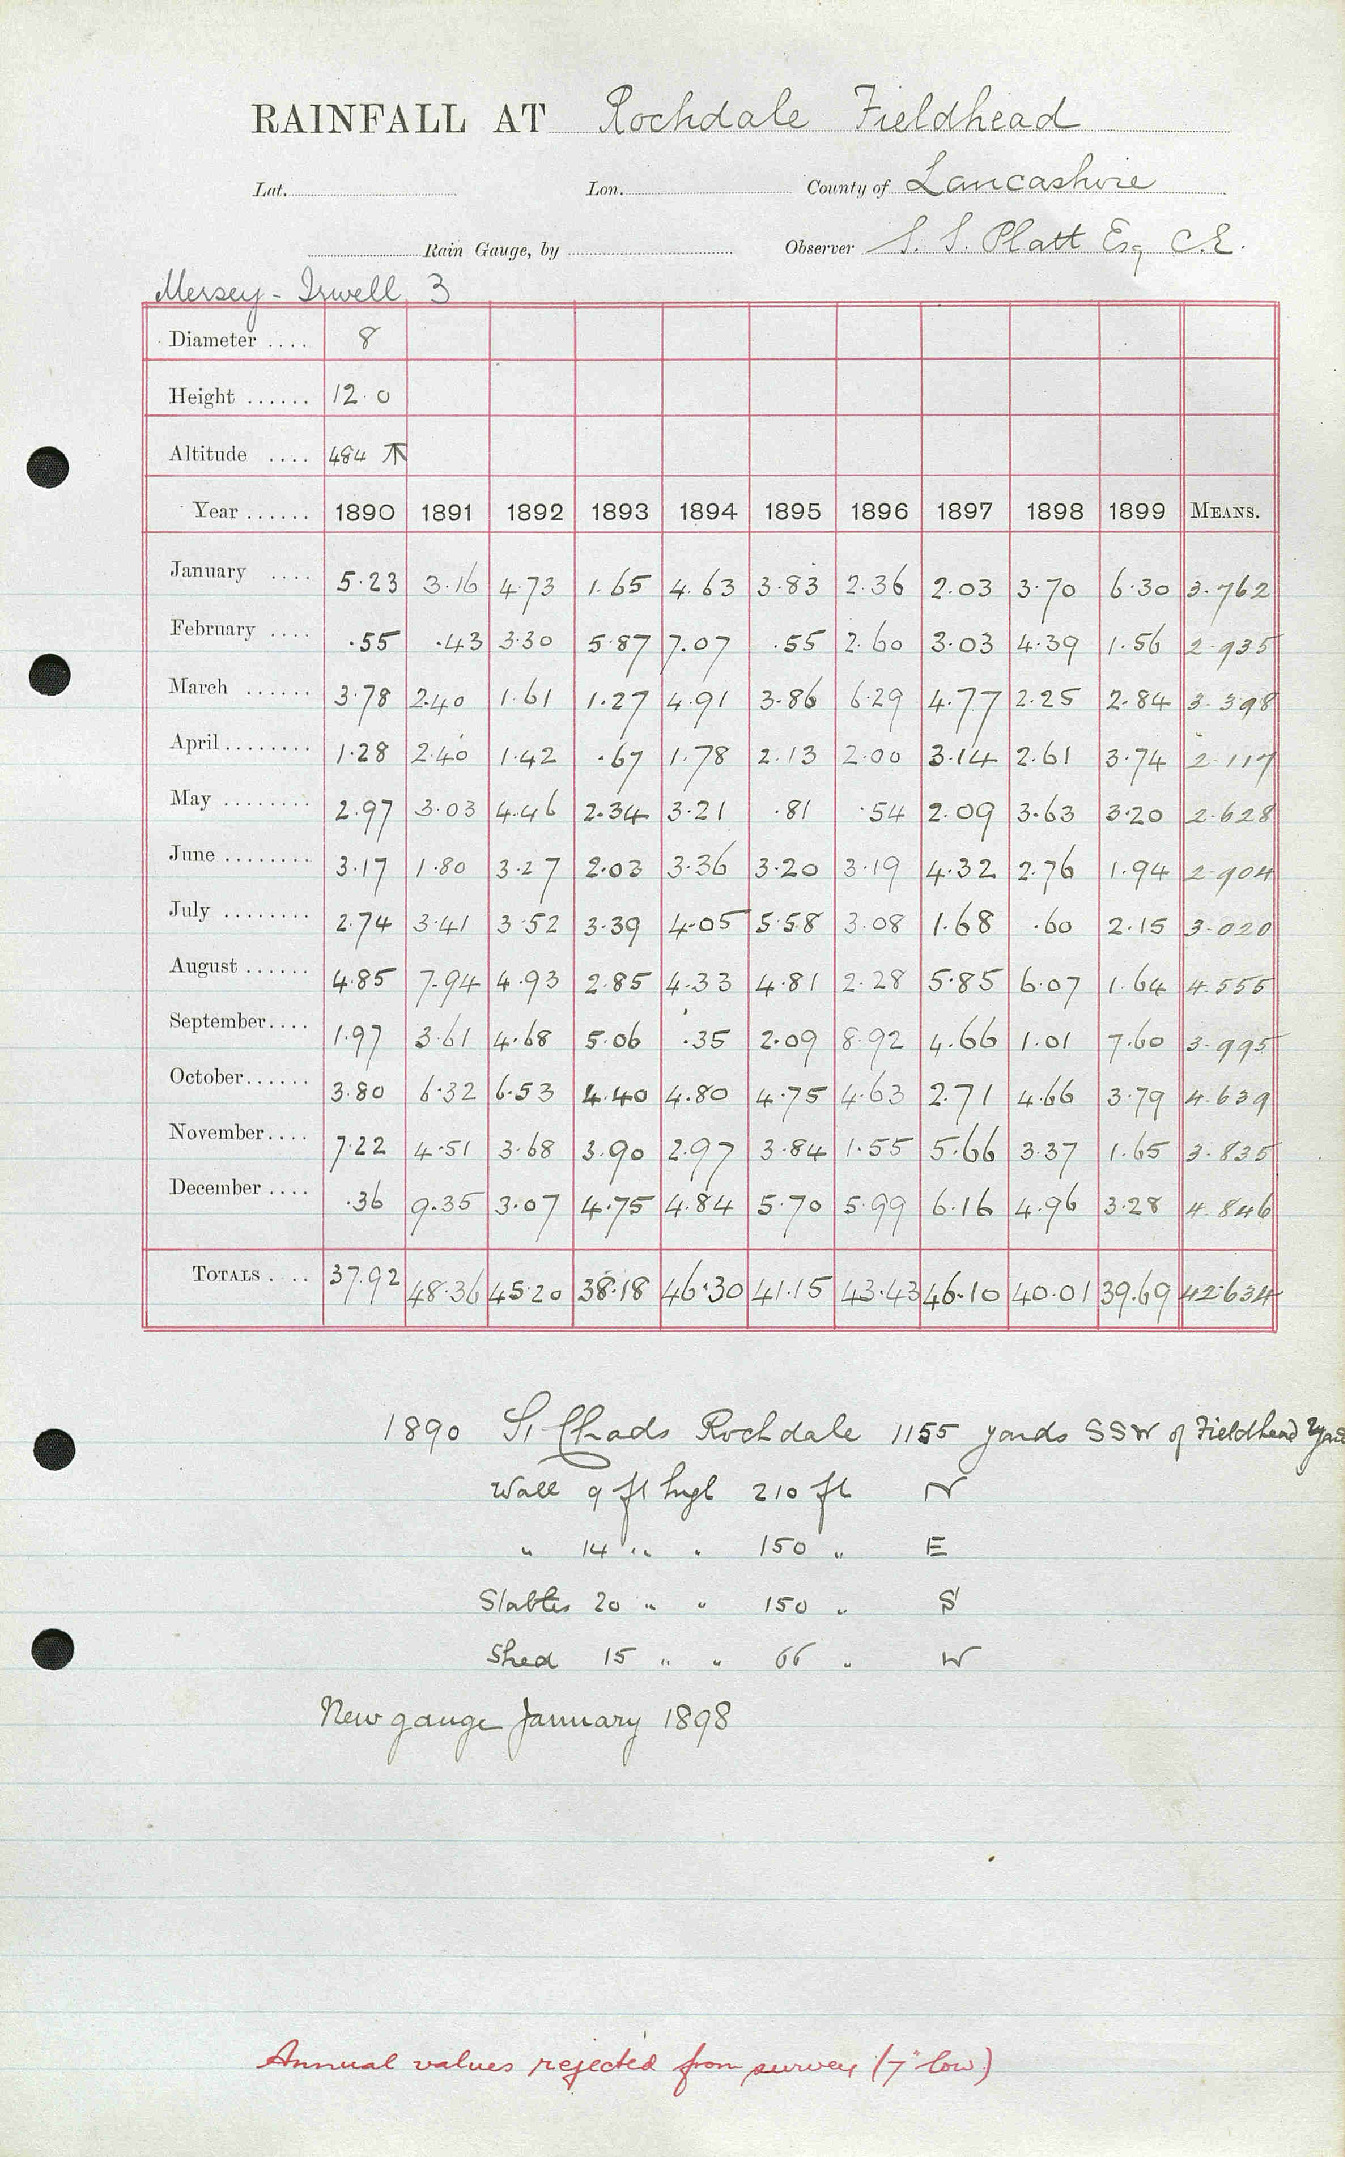 RAINFALL AT Rochdale Fieldhead
Lat. Lon. County of Lancashire
Rain Gauge, by Observer S. S. Platt Esq C.E.
Mersey - Irwell 3
Diameter .... 8
Height ...... 12.0
Altitude .... 484 ↑
Year ...... 1890 1891 1892 1893 1894 1895 1896 1897 1898 1899 MEANS.
January .... 5.23 3.16 4.73 1.65 4.63 3.83 2.36 2.03 3.70 6.30 3.762
February .... .55 .43 3.30 5.87 7.07 .55 2.60 3.03 4.39 1.56 2.935
March ...... 3.78 2.40 1.61 1.27 4.91 3.86 6.29 4.77 2.25 2.84 3.398
April ........ 1.28 2.40 1.42 .67 1.78 2.13 2.00 3.14 2.61 3.74 2.117
May ........ 2.97 3.03 4.46 2.34 3.21 .81 .54 2.09 3.63 3.20 2.628
June ........ 3.17 1.80 3.27 2.03 3.36 3.20 3.19 4.32 2.76 1.94 2.904
July ........ 2.74 3.41 3.52 3.39 4.05 5.58 3.08 1.68 .60 2.15 3.020
August ...... 4.85 7.94 4.93 2.85 4.33 4.81 2.28 5.85 6.07 1.64 4.555
September.... 1.97 3.61 4.68 5.06 .35 2.09 8.92 4.66 1.01 7.60 3.995
October...... 3.80 6.32 6.53 4.40 4.80 4.75 4.63 2.71 4.66 3.79 4.639
November.... 7.22 4.51 3.68 3.90 2.97 3.84 1.55 5.66 3.37 1.65 3.835
December .... .36 9.35 3.07 4.75 4.84 5.70 5.99 6.16 4.96 3.28 4.846
TOTALS .... 37.92 48.36 45.20 38.18 46.30 41.15 43.43 46.10 40.01 39.69 42.634
1890 St Chads Rochdale 1155 yards SSW of Fieldhead
Wall 9 ft high 210 ft N
" 14 " " 150 " E
Stables 20 " " 150 " S
Shed 15 " " 66 " W
New gauge January 1898
Annual values rejected from survey (7" low)